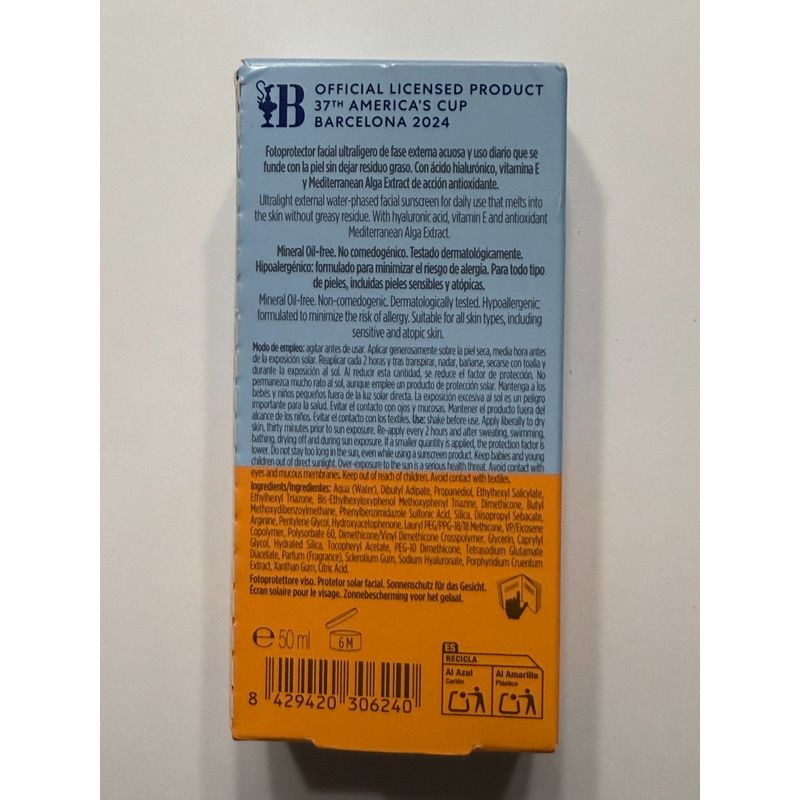 B
OFFICIAL LICENSED PRODUCT
37TH AMERICA'S CUP
BARCELONA 2024
Fotoprotector facial ultraligero de fase externa acuosa y uso diario que se
funde con la piel sin dejar residuo graso. Con ácido hialurónico, vitamina E
y Mediterranean Alga Extract de acción antioxidante.
Ultralight external water-phased facial sunscreen for daily use that melts into
the skin without greasy residue. With hyaluronic acid, vitamin E and antioxidant
Mediterranean Alga Extract.
Mineral Oil-free. No comedogénico. Testado dermatológicamente.
Hipoalergénico: formulado para minimizar el riesgo de alergia. Para todo tipo
de pieles, incluidas pieles sensibles y atópicas.
Mineral Oil-free. Non-comedogenic. Dermatologically tested. Hypoallergenic:
formulated to minimize the risk of allergy. Suitable for all skin types, including
sensitive and atopic skin.
Modo de empleo: agitar antes de usar. Aplicar generosamente sobre la piel seca, media hora antes
de la exposición solar. Reaplicar cada 2 horas y tras transpirar, nadar, bañarse, secarse con toalla y
durante la exposición al sol. Al reducir esta cantidad, se reduce el factor de protección. No
permanezca mucho rato al sol, aunque emplee un producto de protección solar. Mantenga a los
bebés y niños pequeños fuera de la luz solar directa. La exposición excesiva al sol es un peligro
importante para la salud. Evitar el contacto con ojos y mucosas. Mantener el producto fuera del
alcance de los niños. Evitar el contacto con los textiles. Use: shake before use. Apply liberally to dry
skin, thirty minutes prior to sun exposure. Re-apply every 2 hours and after sweating, swimming,
bathing, drying off and during sun exposure. If a smaller quantity is applied, the protection factor is
lower. Do not stay too long in the sun, even while using a sunscreen product. Keep babies and young
children out of direct sunlight. Over-exposure to the sun is a serious health threat. Avoid contact with
eyes and mucous membranes. Keep out of reach of children. Avoid contact with textiles.
Ingredients/Ingredientes: Aqua (Water), Dibutyl Adipate, Propanediol, Ethylhexyl Salicylate,
Ethylhexyl Triazone, Bis-Ethylhexyloxyphenol Methoxyphenyl Triazine, Dimethicone, Butyl
Methoxydibenzoylmethane, Phenylbenzimidazole Sulfonic Acid, Silica, Diisopropyl Sebacate,
Arginine, Pentylene Glycol, Hydroxyacetophenone, Lauryl PEG/PPG-18/18 Methicone, VP/Eicosene
Copolymer, Polysorbate 60, Dimethicone/Vinyl Dimethicone Crosspolymer, Glycerin, Caprylyl
Glycol, Hydrated Silica, Tocopheryl Acetate, PEG-10 Dimethicone, Tetrasodium Glutamate
Diacetate, Parfum (Fragrance), Sclerotium Gum, Sodium Hyaluronate, Porphyridium Cruentum
Extract, Xanthan Gum, Citric Acid.
Fotoprotettore viso. Protetor solar facial. Sonnenschutz für das Gesicht.
Écran solaire pour le visage. Zonnebescherming voor het gelaat.
e 50 ml
6M
ES
RECICLA
Al Azul
Cartón
Al Amarillo
Plástico
8 429420 306240